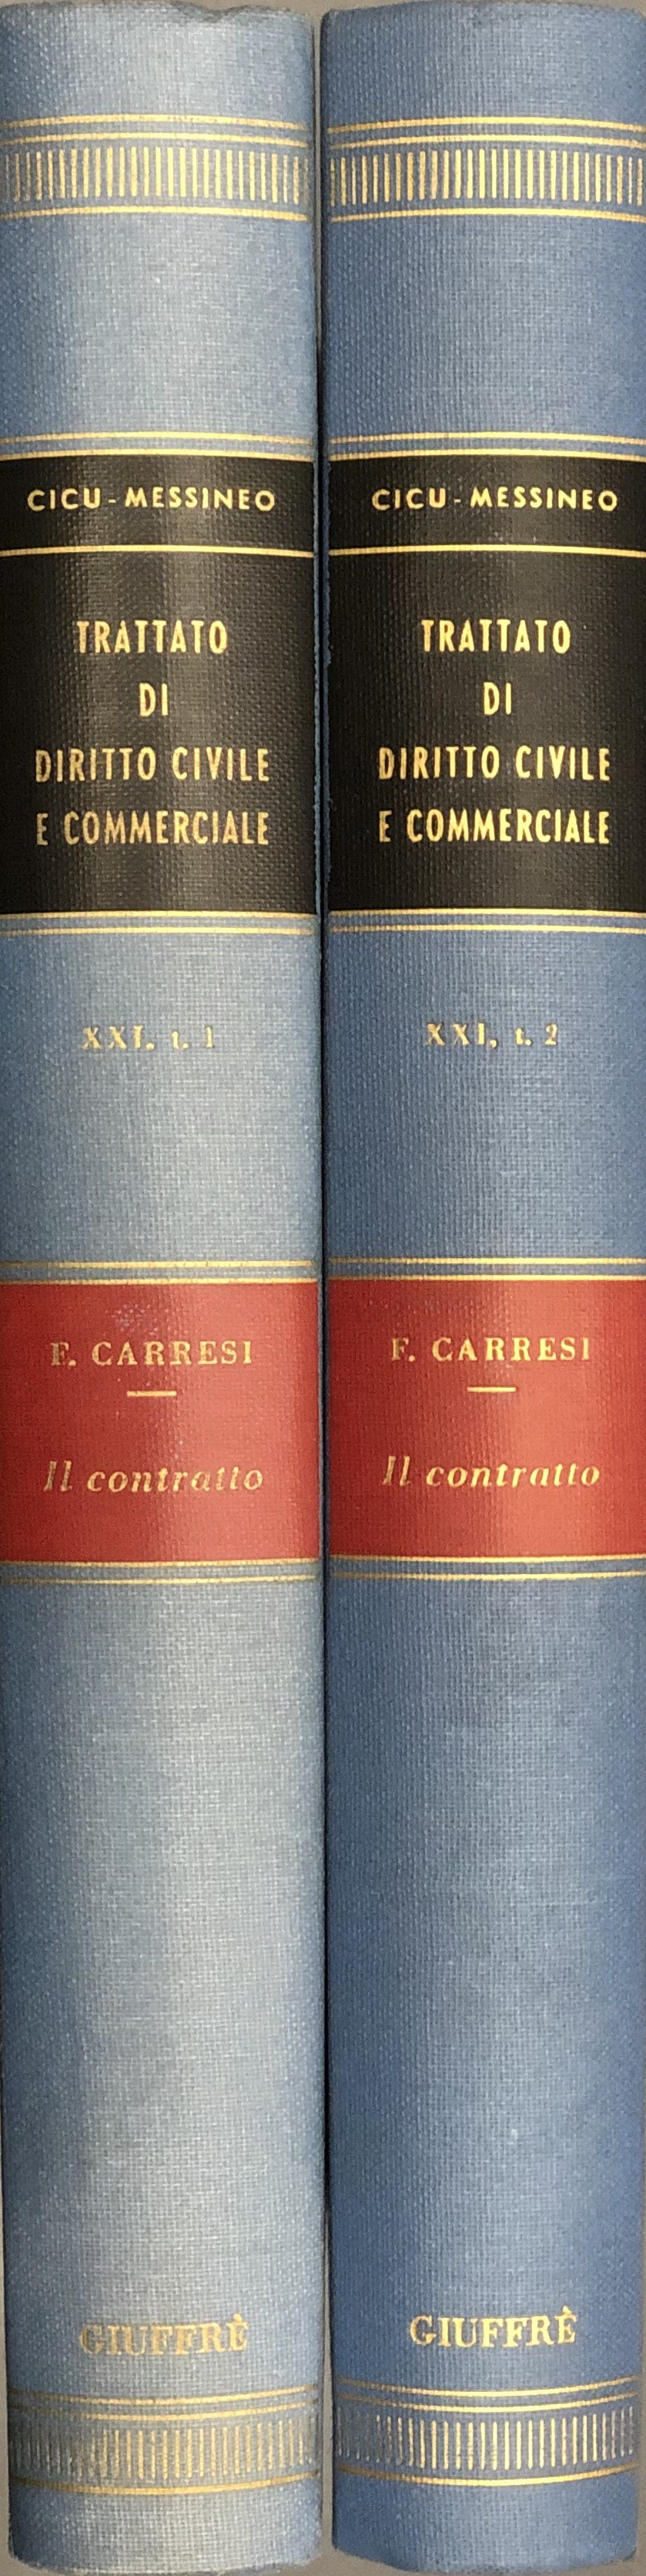 CICU-MESSINEO
TRATTATO
DI
DIRITTO CIVILE
E COMMERCIALE
XXI. t. 1
F. CARRESI
Il contratto
GIUFFRÈ
CICU-MESSINEO
TRATTATO
DI
DIRITTO CIVILE
E COMMERCIALE
XXI, t. 2
F. CARRESI
Il contratto
GIUFFRÈ